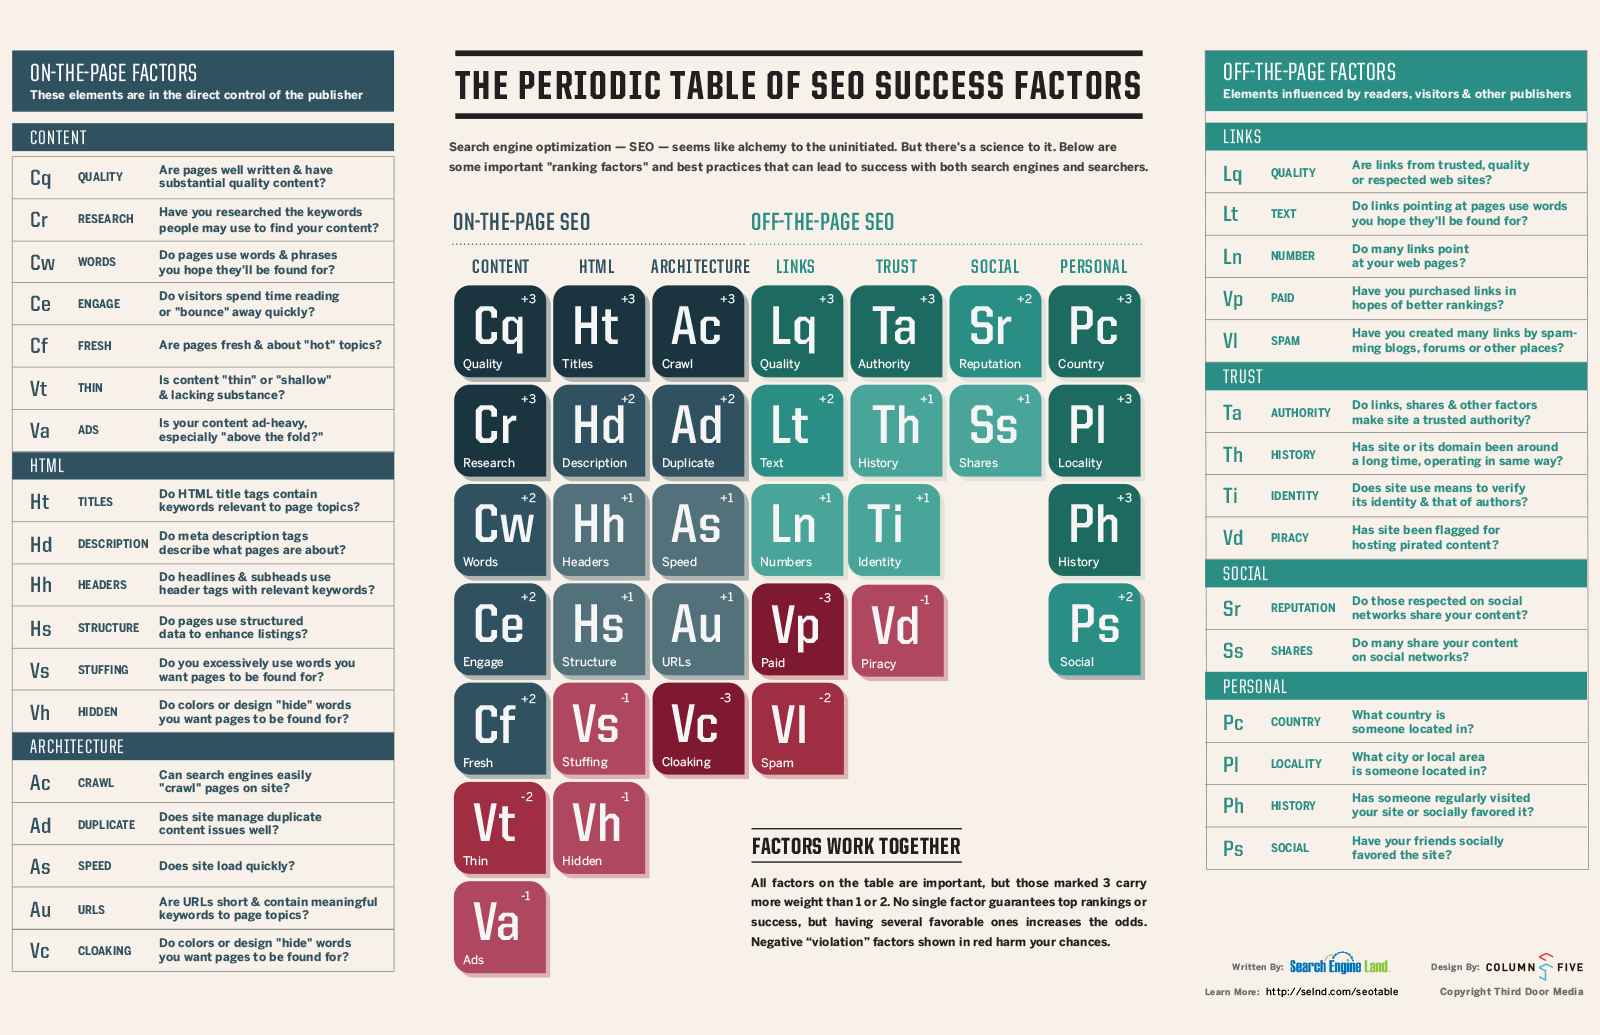 ON-THE-PAGE FACTORS
These elements are in the direct control of the publisher
CONTENT
Cq QUALITY Are pages well written & have
substantial quality content?
Cr RESEARCH Have you researched the keywords
people may use to find your content?
Cw WORDS Do pages use words & phrases
you hope they'll be found for?
Ce ENGAGE Do visitors spend time reading
or "bounce" away quickly?
Cf FRESH Are pages fresh & about "hot" topics?
Vt THIN Is content "thin" or "shallow"
& lacking substance?
Va ADS Is your content ad-heavy,
especially "above the fold?"
HTML
Ht TITLES Do HTML title tags contain
keywords relevant to page topics?
Hd DESCRIPTION Do meta description tags
describe what pages are about?
Hh HEADERS Do headlines & subheads use
header tags with relevant keywords?
Hs STRUCTURE Do pages use structured
data to enhance listings?
Vs STUFFING Do you excessively use words you
want pages to be found for?
Vh HIDDEN Do colors or design "hide" words
you want pages to be found for?
ARCHITECTURE
Ac CRAWL Can search engines easily
"crawl" pages on site?
Ad DUPLICATE Does site manage duplicate
content issues well?
As SPEED Does site load quickly?
Au URLS Are URLs short & contain meaningful
keywords to page topics?
Vc CLOAKING Do colors or design "hide" words
you want pages to be found for?
THE PERIODIC TABLE OF SEO SUCCESS FACTORS
Search engine optimization — SEO — seems like alchemy to the uninitiated. But there's a science to it. Below are
some important "ranking factors" and best practices that can lead to success with both search engines and searchers.
ON-THE-PAGE SEO OFF-THE-PAGE SEO
CONTENT HTML ARCHITECTURE LINKS TRUST SOCIAL PERSONAL
+3 +3 +3 +3 +3 +2 +3
Cq Ht Ac Lq Ta Sr Pc
Quality Titles Crawl Quality Authority Reputation Country
+3 +2 +2 +2 +1 +1 +3
Cr Hd Ad Lt Th Ss Pl
Research Description Duplicate Text History Shares Locality
+2 +1 +1 +1 +1 +3
Cw Hh As Ln Ti Ph
Words Headers Speed Numbers Identity History
+2 +1 +1 -3 -1 +2
Ce Hs Au Vp Vd Ps
Engage Structure URLs Paid Piracy Social
+2 -1 -3 -2
Cf Vs Vc Vl
Fresh Stuffing Cloaking Spam
-2 -1
Vt Vh
Thin Hidden
-1
Va
Ads
FACTORS WORK TOGETHER
All factors on the table are important, but those marked 3 carry
more weight than 1 or 2. No single factor guarantees top rankings or
success, but having several favorable ones increases the odds.
Negative “violation” factors shown in red harm your chances.
OFF-THE-PAGE FACTORS
Elements influenced by readers, visitors & other publishers
LINKS
Lq QUALITY Are links from trusted, quality
or respected web sites?
Lt TEXT Do links pointing at pages use words
you hope they'll be found for?
Ln NUMBER Do many links point
at your web pages?
Vp PAID Have you purchased links in
hopes of better rankings?
Vl SPAM Have you created many links by spam-
ming blogs, forums or other places?
TRUST
Ta AUTHORITY Do links, shares & other factors
make site a trusted authority?
Th HISTORY Has site or its domain been around
a long time, operating in same way?
Ti IDENTITY Does site use means to verify
its identity & that of authors?
Vd PIRACY Has site been flagged for
hosting pirated content?
SOCIAL
Sr REPUTATION Do those respected on social
networks share your content?
Ss SHARES Do many share your content
on social networks?
PERSONAL
Pc COUNTRY What country is
someone located in?
Pl LOCALITY What city or local area
is someone located in?
Ph HISTORY Has someone regularly visited
your site or socially favored it?
Ps SOCIAL Have your friends socially
favored the site?
Written By: Search Engine Land Design By: COLUMN FIVE
Learn More: http://selnd.com/seotable Copyright Third Door Media